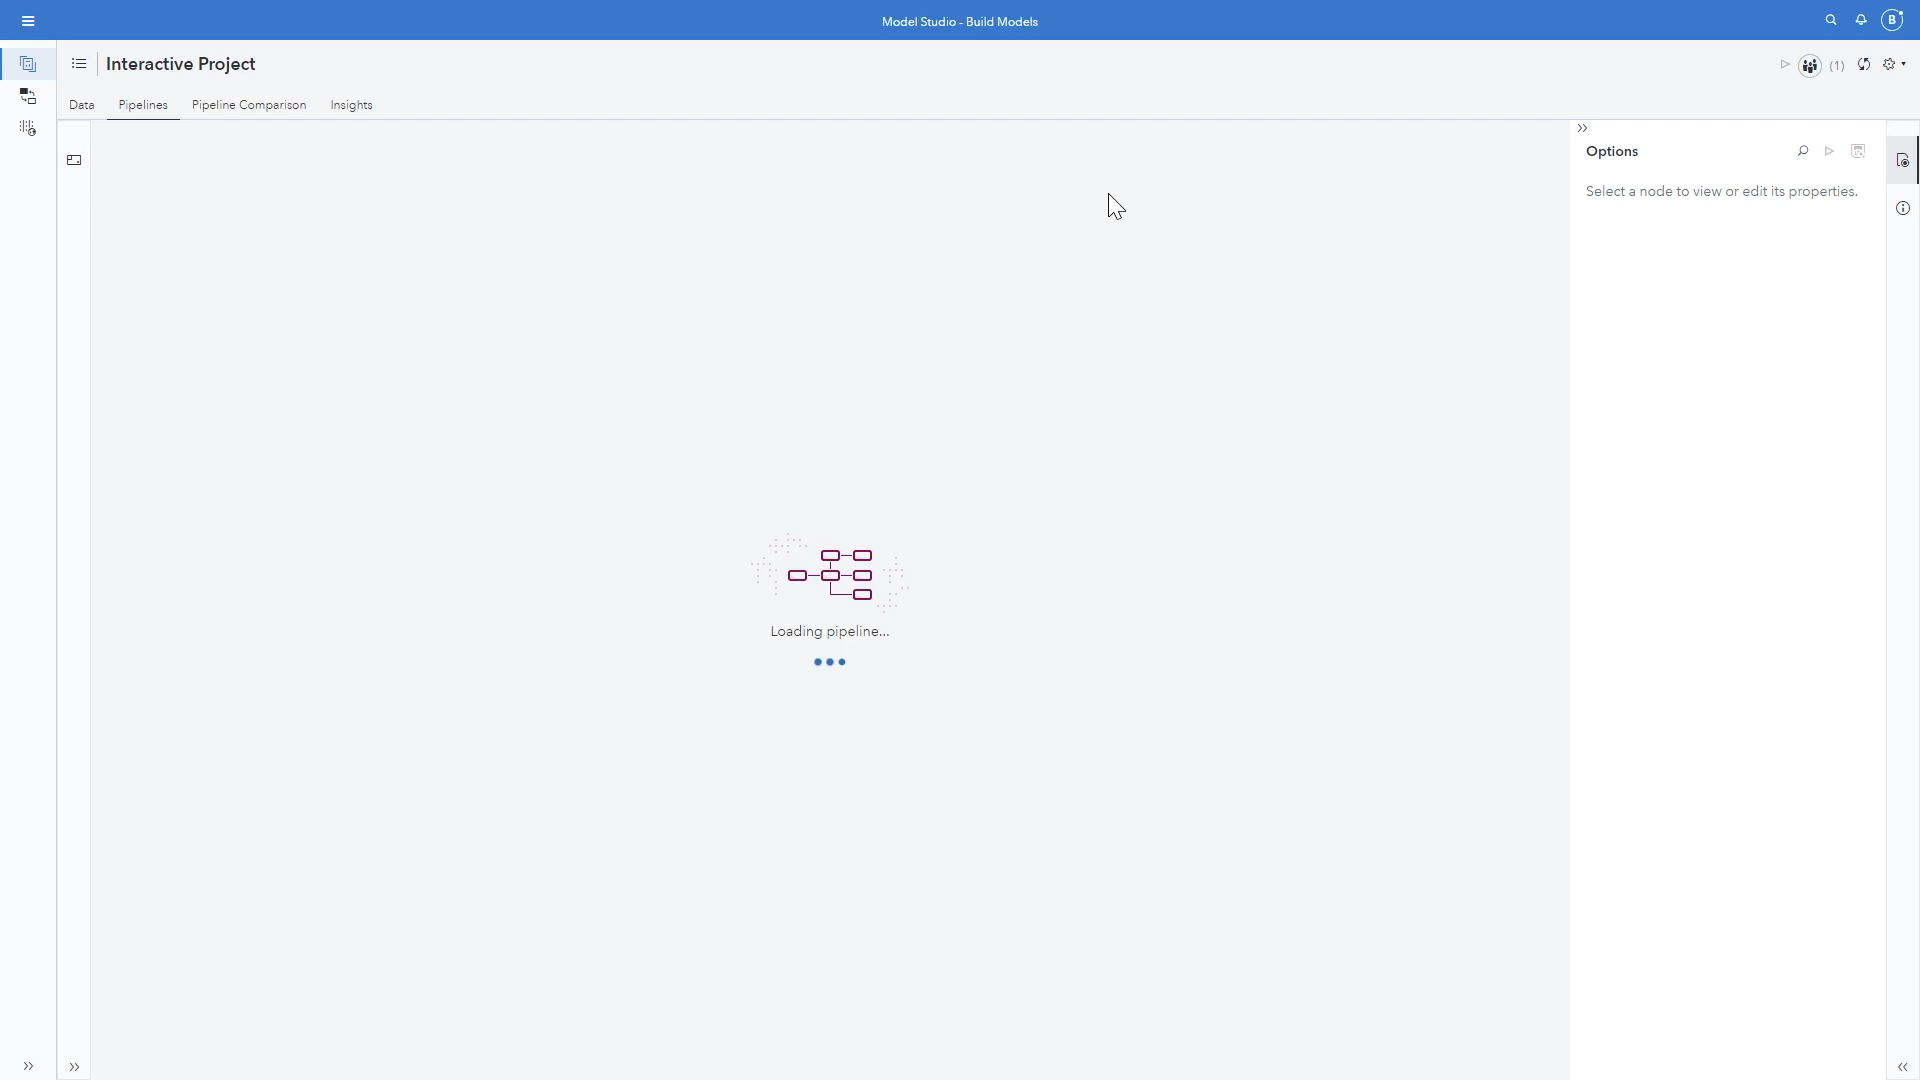 Model Studio - Build Models
B
Interactive Project
(1)
Data
Pipelines
Pipeline Comparison
Insights
Options
Select a node to view or edit its properties.
Loading pipeline...